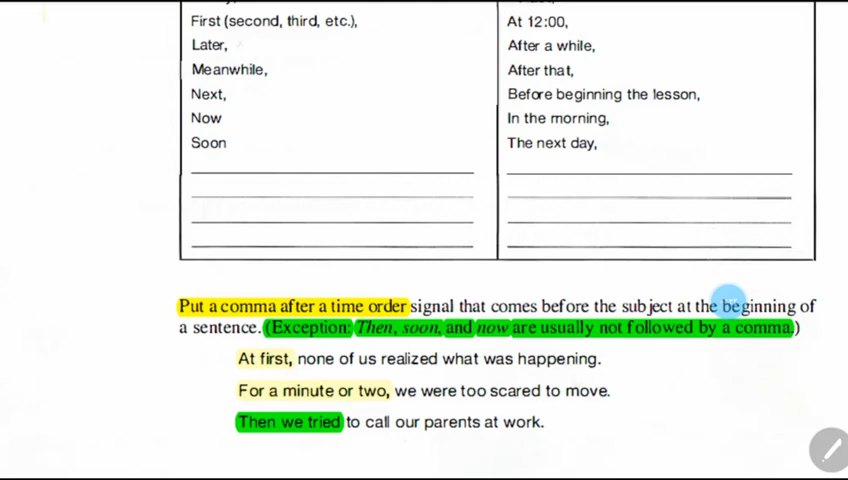 First (second, third, etc.), At 12:00,
Later, After a while,
Meanwhile, After that,
Next, Before beginning the lesson,
Now In the morning,
Soon The next day,
Put a comma after a time order signal that comes before the subject at the beginning of
a sentence. (Exception: Then, soon, and now are usually not followed by a comma.)
At first, none of us realized what was happening.
For a minute or two, we were too scared to move.
Then we tried to call our parents at work.